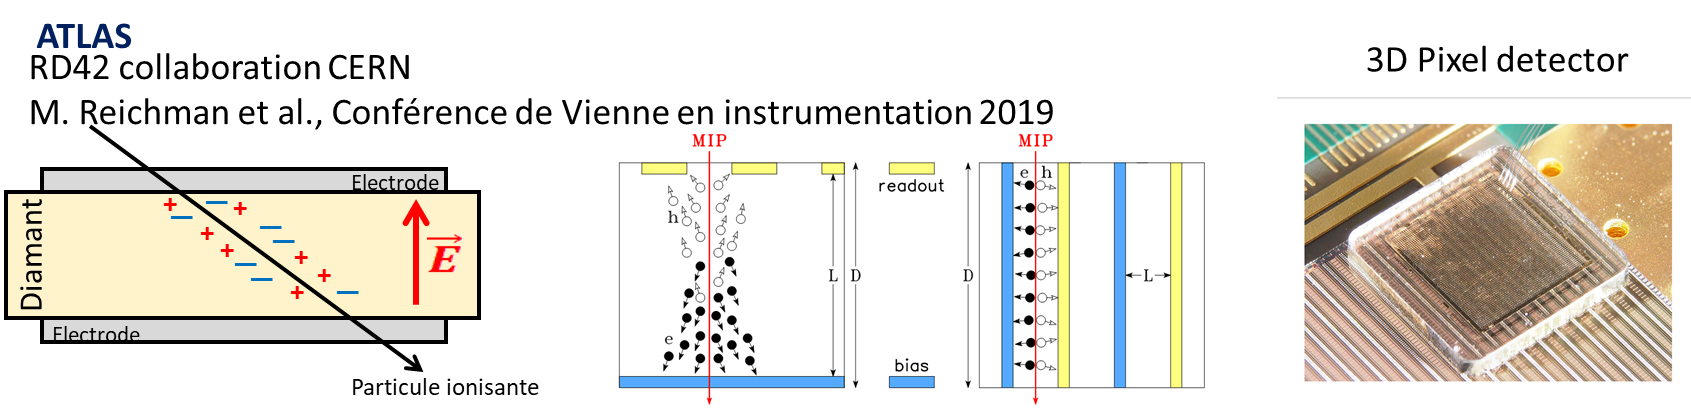 ATLAS
RD42 collaboration CERN
M. Reichman et al., Conférence de Vienne en instrumentation 2019
3D Pixel detector
Electrode
Diamant
+
+
+
+
+
+
+
E
Electrode
Particule ionisante
MIP
h
e
L
D
readout
bias
MIP
e h
D
L